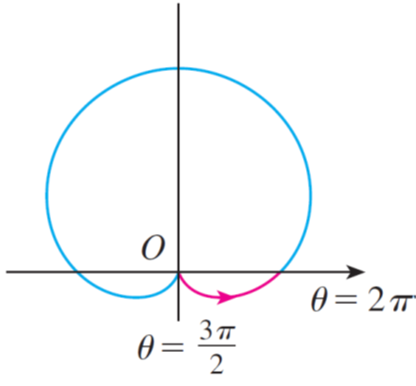 O
θ = 2π
θ = 3π/2